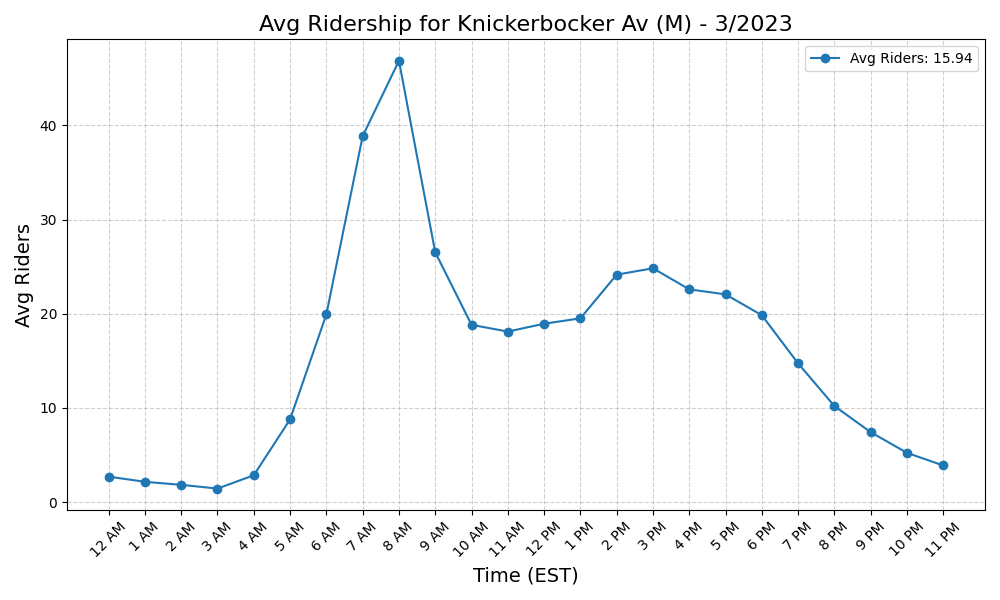 Avg Ridership for Knickerbocker Av (M) - 3/2023
Avg Riders: 15.94
Avg Riders
40
30
20
10
0
12 AM
1 AM
2 AM
3 AM
4 AM
5 AM
6 AM
7 AM
8 AM
9 AM
10 AM
11 AM
12 PM
1 PM
2 PM
3 PM
4 PM
5 PM
6 PM
7 PM
8 PM
9 PM
10 PM
11 PM
Time (EST)